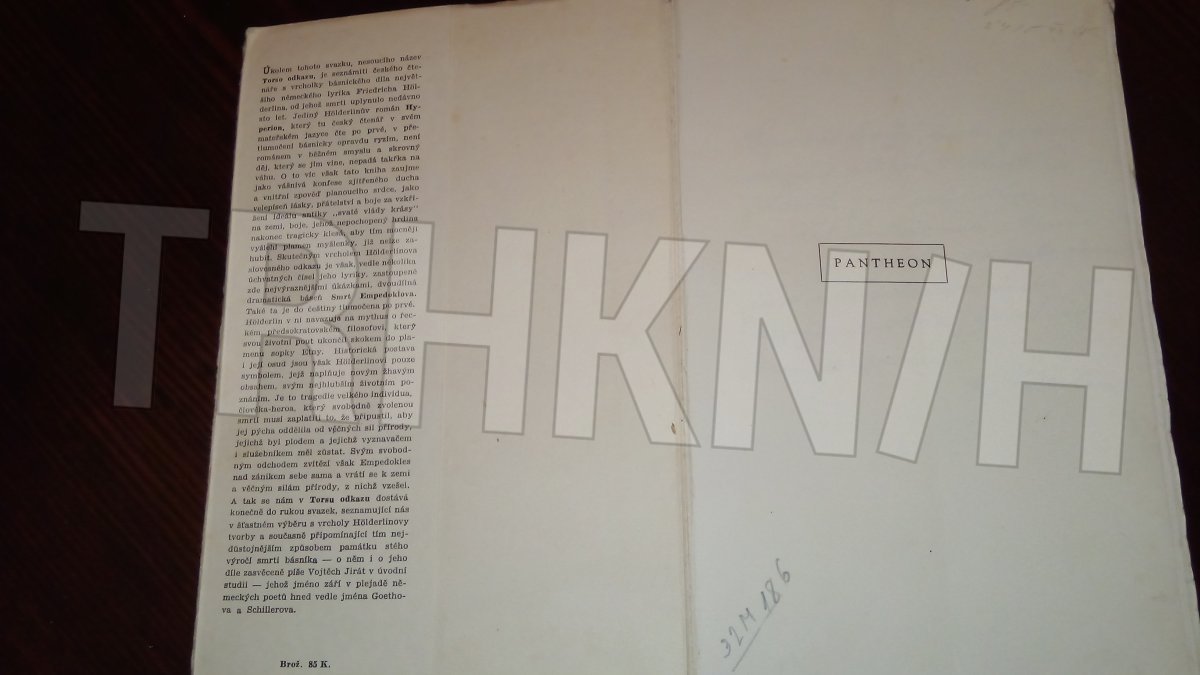 Úkolem tohoto svazku, nesoucího název
Torso odkazu, je seznámiti českého čte-
náře s vrcholky básnického díla největ-
šího německého lyrika Friedricha Höl-
derlina, od jehož smrti uplynulo nedávno
sto let. Jediný Hölderlinův román Hy-
perion, který tu český čtenář v svém
mateřském jazyce čte po prvé, v pře-
tlumočení básnicky opravdu ryzím, není
románem v běžném smyslu a skrovný
děj, který se jím vine, nepadá takřka na
váhu. O to víc však tato kniha zaujme
jako vášnivá konfese zjitřeného ducha
a vnitřní zpověď planoucího srdce, jako
velepíseň lásky, přátelství a boje za vzkří-
šení ideálu antiky „svaté vlády krásy"
na zemi, boje, jehož nepochopený hrdina
nakonec tragicky klesá, aby tím mocněji
vyšlehl plamen myšlenky, již nelze za-
hubit. Skutečným vrcholem Hölderlinova
slovesného odkazu je však, vedle několika
úchvatných čísel jeho lyriky, zastoupené
zde nejvýraznějšími ukázkami, dvoudílná
dramatická báseň Smrt Empedoklova.
Také ta je do češtiny tlumočena po prvé.
Hölderlin v ní navazuje na mythus o řec-
kém předsokratovském filosofovi, který
svou životní pouť ukončil skokem do pla-
menů sopky Etny. Historická postava
i její osud jsou však Hölderlinovi pouze
symbolem, jejž naplňuje novým žhavým
obsahem, svým nejhlubším životním po-
znáním. Je to tragedie velkého individua,
člověka-heroa, který svobodně zvolenou
smrtí musí zaplatiti to, že připustil, aby
jej pýcha oddělila od věčných sil přírody,
jejichž byl plodem a jejichž vyznavačem
i služebníkem měl zůstat. Svým svobod-
ným odchodem zvítězí však Empedokles
nad zánikem sebe sama a vrátí se k zemi
a věčným silám přírody, z nichž vzešel.
A tak se nám v Torsu odkazu dostává
konečně do rukou svazek, seznamující nás
v šťastném výběru s vrcholy Hölderlinovy
tvorby a současně připomínající tím nej-
důstojnějším způsobem památku stého
výročí smrti básníka — o něm i o jeho
díle zasvěceně píše Vojtěch Jirát v úvodní
studii — jehož jméno září v plejadě ně-
meckých poetů hned vedle jména Goetho-
va a Schillerova.
Brož. 85 K.
PANTHEON
32M 186
TRHKNIH